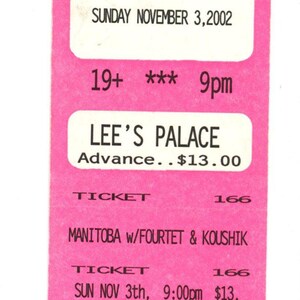 SUNDAY NOVEMBER 3,2002
19+ *** 9pm
LEE'S PALACE
Advance..$13.00
TICKET 166
MANITOBA w/FOURTET & KOUSHIK
TICKET 166
SUN NOV 3th, 9:00pm $13.